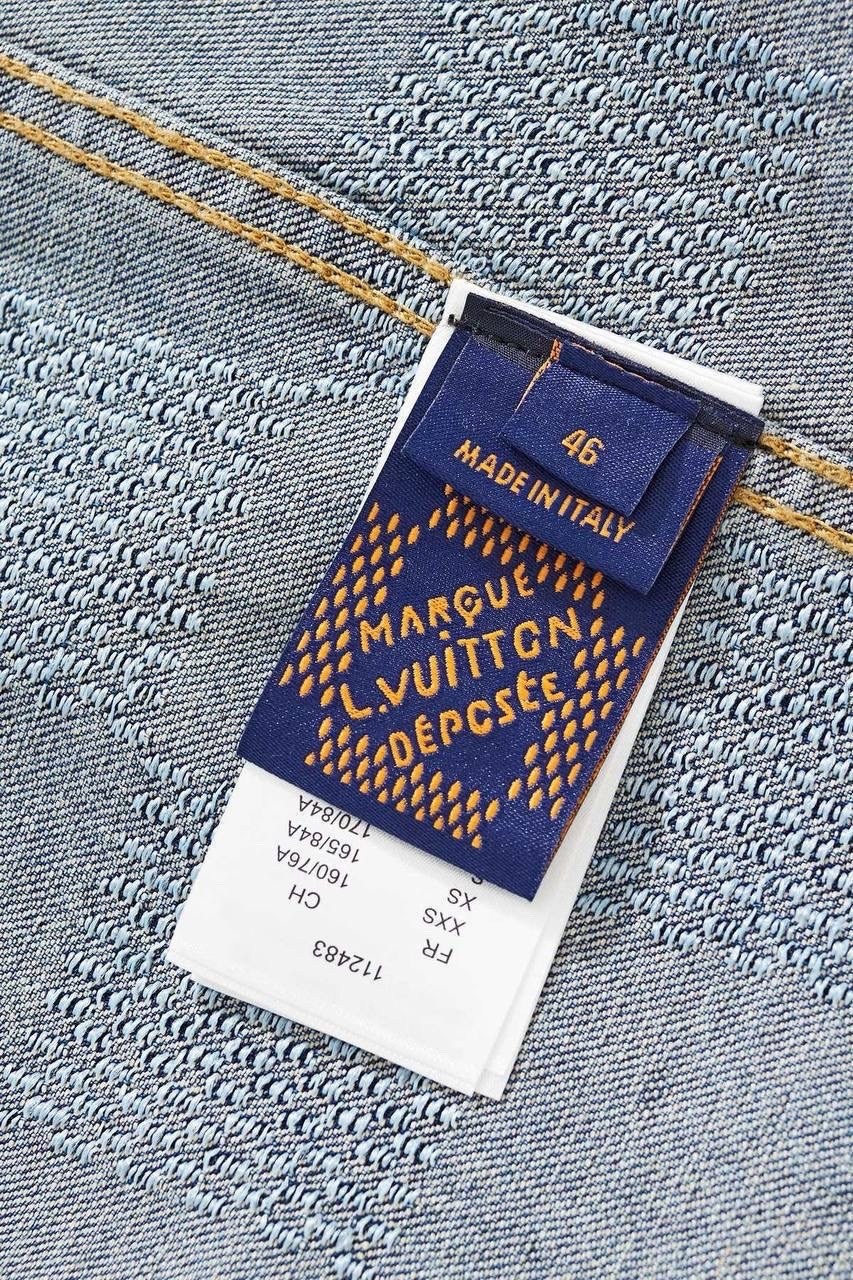 46
MADE IN ITALY
MARQUE
L.VUITTON
DÉPOSÉE
112483
FR CH
XXS 160/76A
XS 165/84A
170/84A